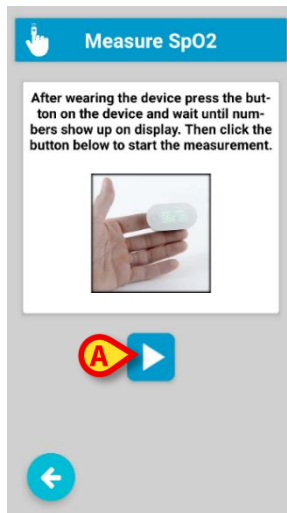 Measure SpO2
After wearing the device press the but-
ton on the device and wait until num-
bers show up on display. Then click the
button below to start the measurement.
A